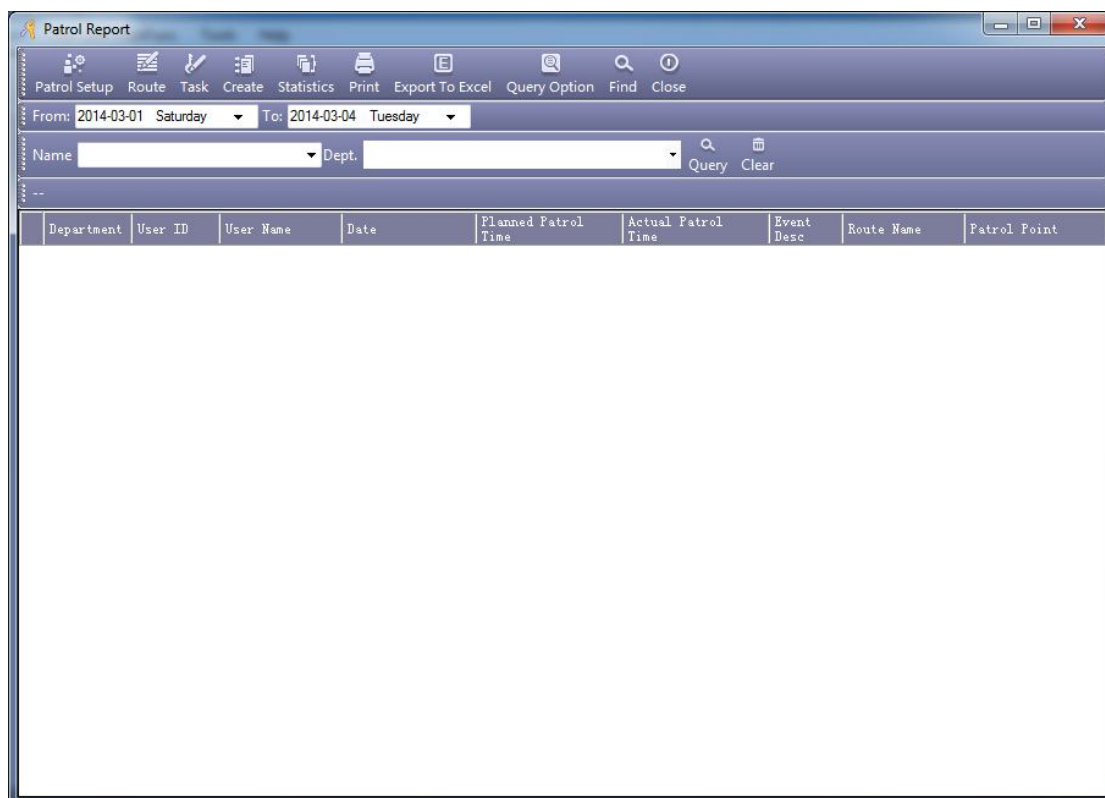 Patrol Report
Patrol Setup Route Task Create Statistics Print Export To Excel Query Option Find Close
From: 2014-03-01 Saturday To: 2014-03-04 Tuesday
Name Dept. Query Clear
--
Department User ID User Name Date Planned Patrol Time Actual Patrol Time Event Desc Route Name Patrol Point